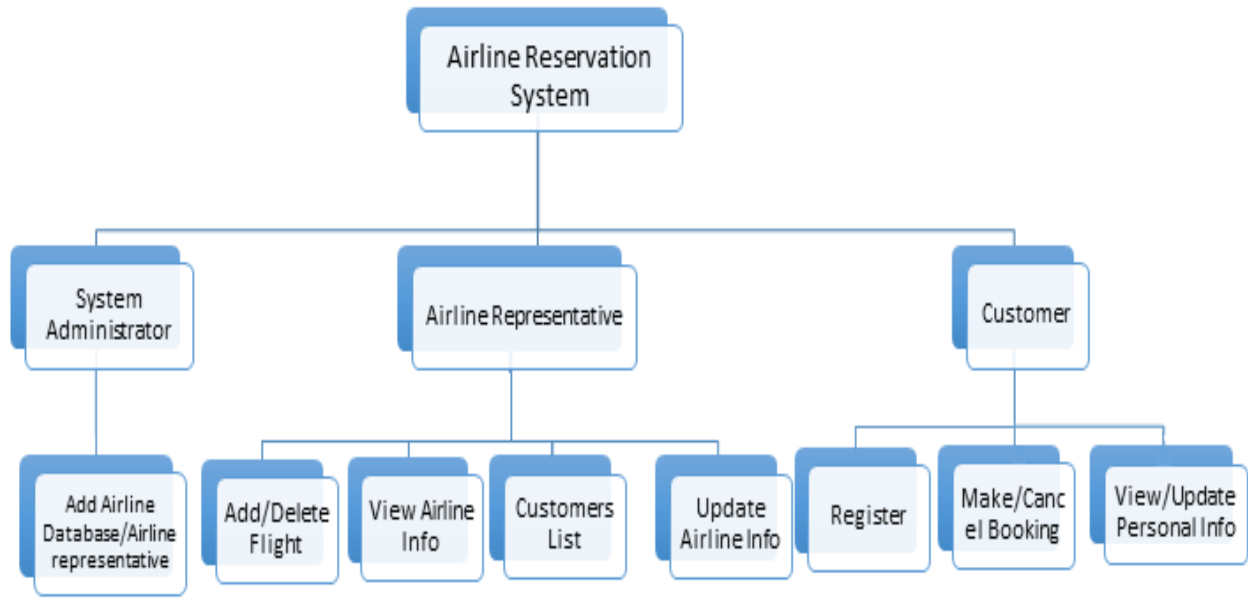 Airline Reservation
System
System
Administrator
Airline Representative
Customer
Add Airline
Database/Airline
representative
Add/Delete
Flight
View Airline
Info
Customers
List
Update
Airline Info
Register
Make/Canc
el Booking
View/Update
Personal Info